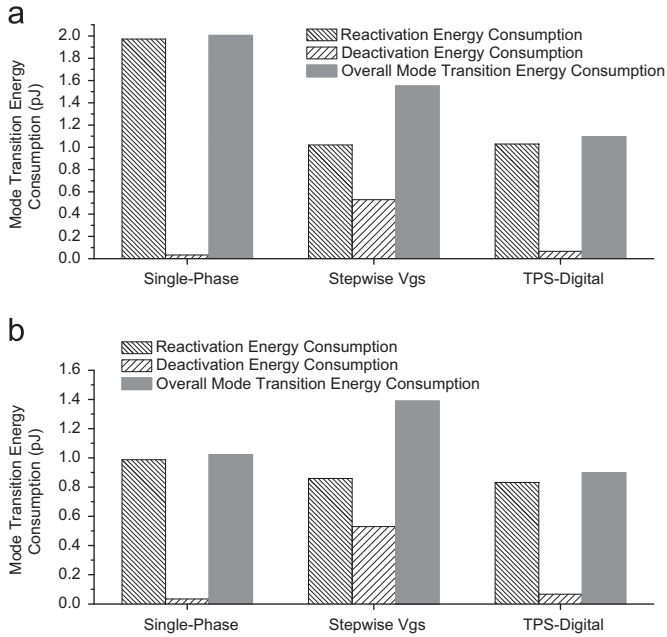 a
Reactivation Energy Consumption
Deactivation Energy Consumption
Overall Mode Transition Energy Consumption
Mode Transition Energy
Consumption (pJ)
2.0
1.8
1.6
1.4
1.2
1.0
0.8
0.6
0.4
0.2
0.0
Single-Phase
Stepwise Vgs
TPS-Digital
b
Reactivation Energy Consumption
Deactivation Energy Consumption
Overall Mode Transition Energy Consumption
Mode Transition Energy
Consumption (pJ)
1.6
1.4
1.2
1.0
0.8
0.6
0.4
0.2
0.0
Single-Phase
Stepwise Vgs
TPS-Digital